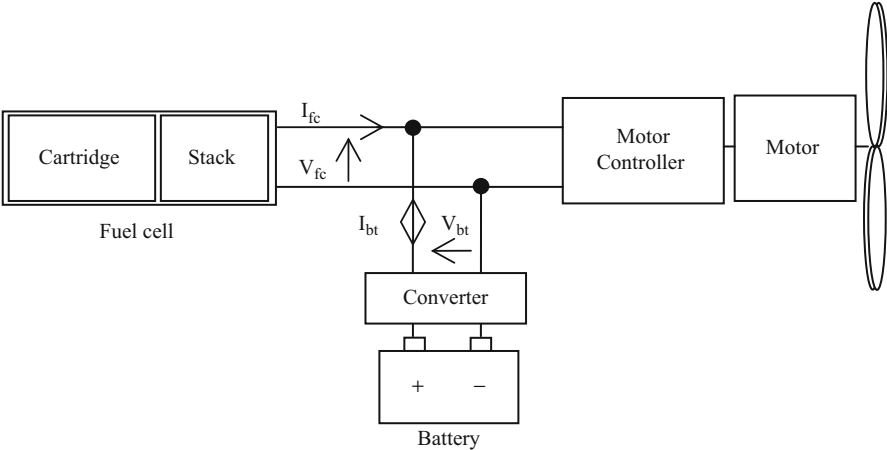 Cartridge
Stack
Fuel cell
I_fc
V_fc
I_bt
V_bt
Converter
+
−
Battery
Motor
Controller
Motor